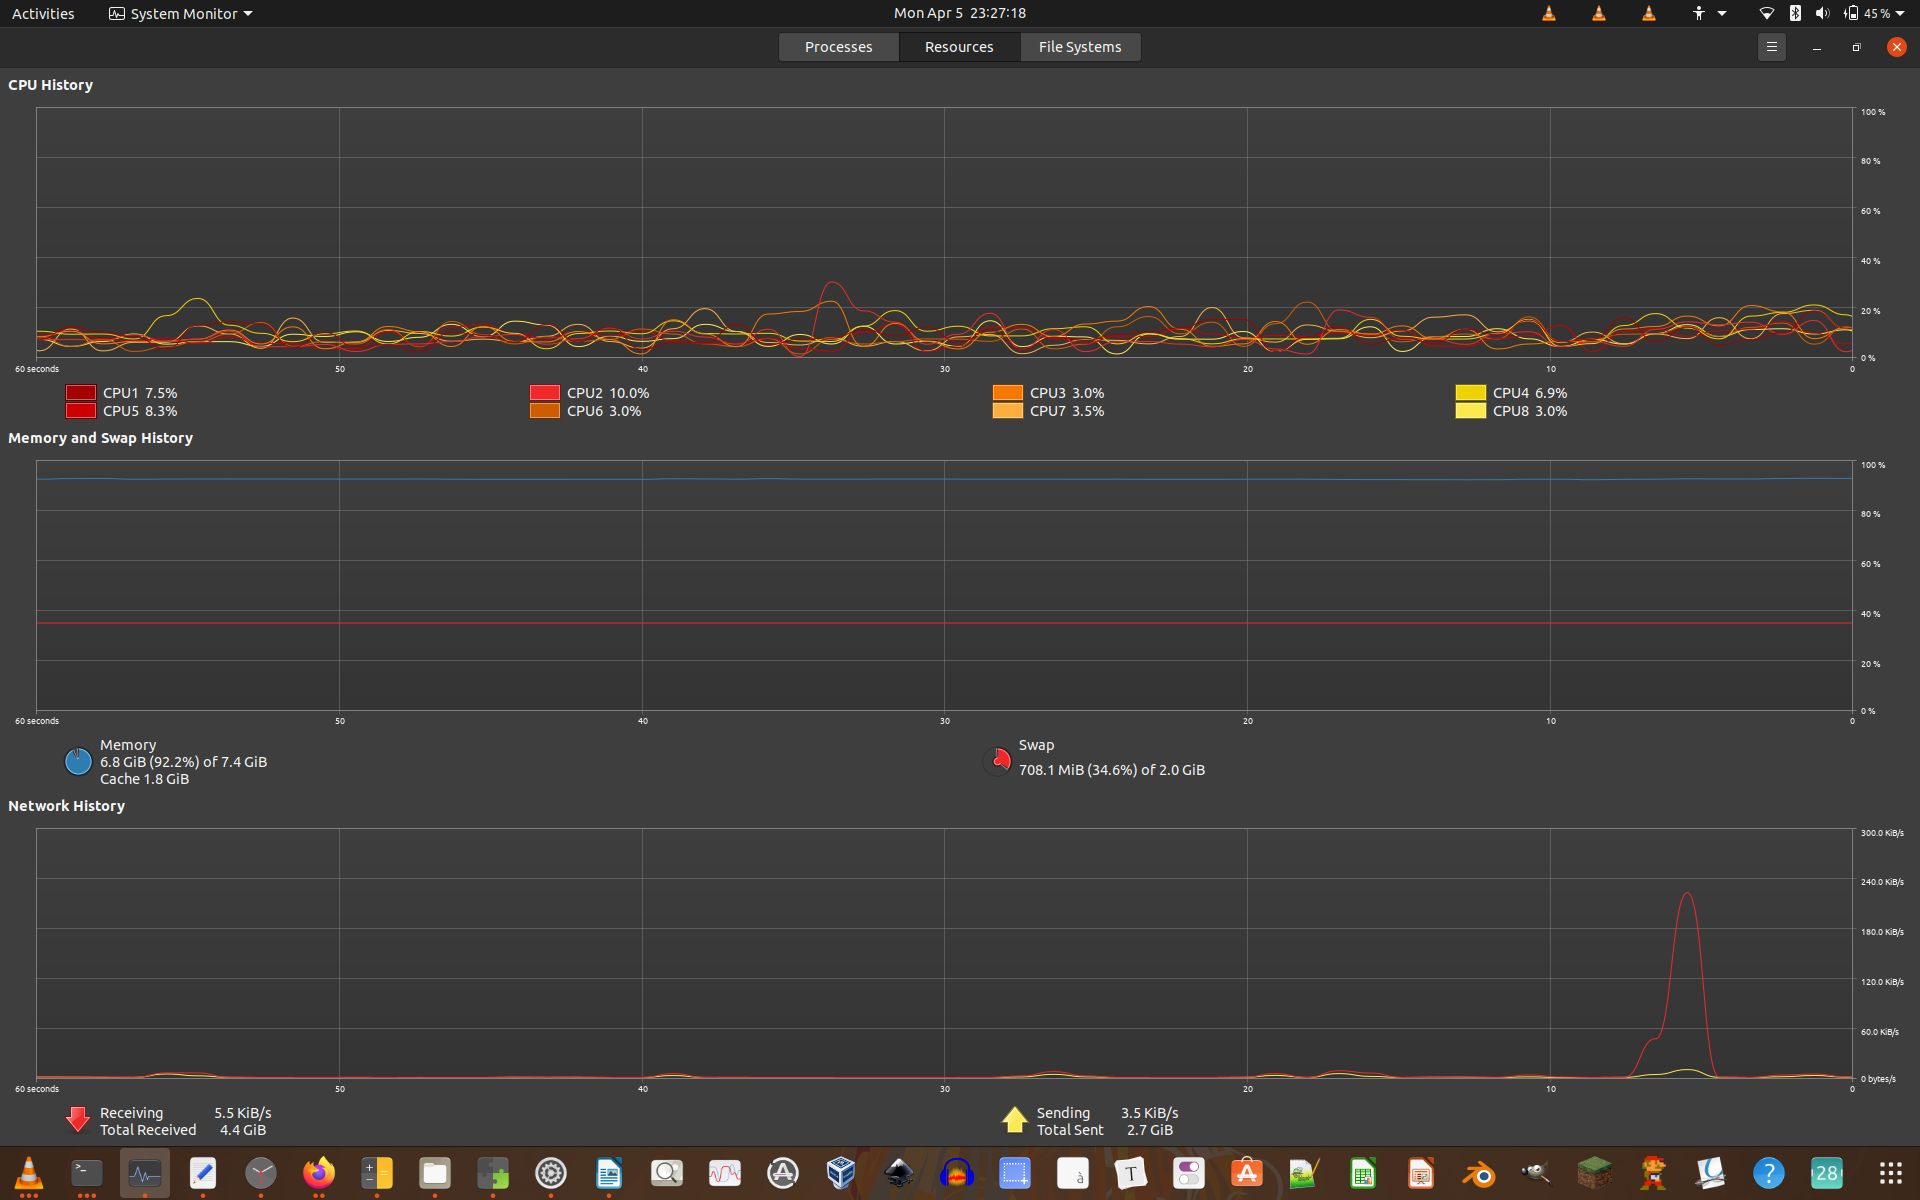 Activities
System Monitor
Mon Apr 5 23:27:18
45 %
Processes
Resources
File Systems
CPU History
100 %
80 %
60 %
40 %
20 %
0 %
60 seconds
50
40
30
20
10
0
CPU1 7.5%
CPU2 10.0%
CPU3 3.0%
CPU4 6.9%
CPU5 8.3%
CPU6 3.0%
CPU7 3.5%
CPU8 3.0%
Memory and Swap History
100 %
80 %
60 %
40 %
20 %
0 %
60 seconds
50
40
30
20
10
0
Memory
6.8 GiB (92.2%) of 7.4 GiB
Cache 1.8 GiB
Swap
708.1 MiB (34.6%) of 2.0 GiB
Network History
300.0 KiB/s
240.0 KiB/s
180.0 KiB/s
120.0 KiB/s
60.0 KiB/s
0 bytes/s
60 seconds
50
40
30
20
10
0
Receiving 5.5 KiB/s
Total Received 4.4 GiB
Sending 3.5 KiB/s
Total Sent 2.7 GiB
>_
à
T
?
28